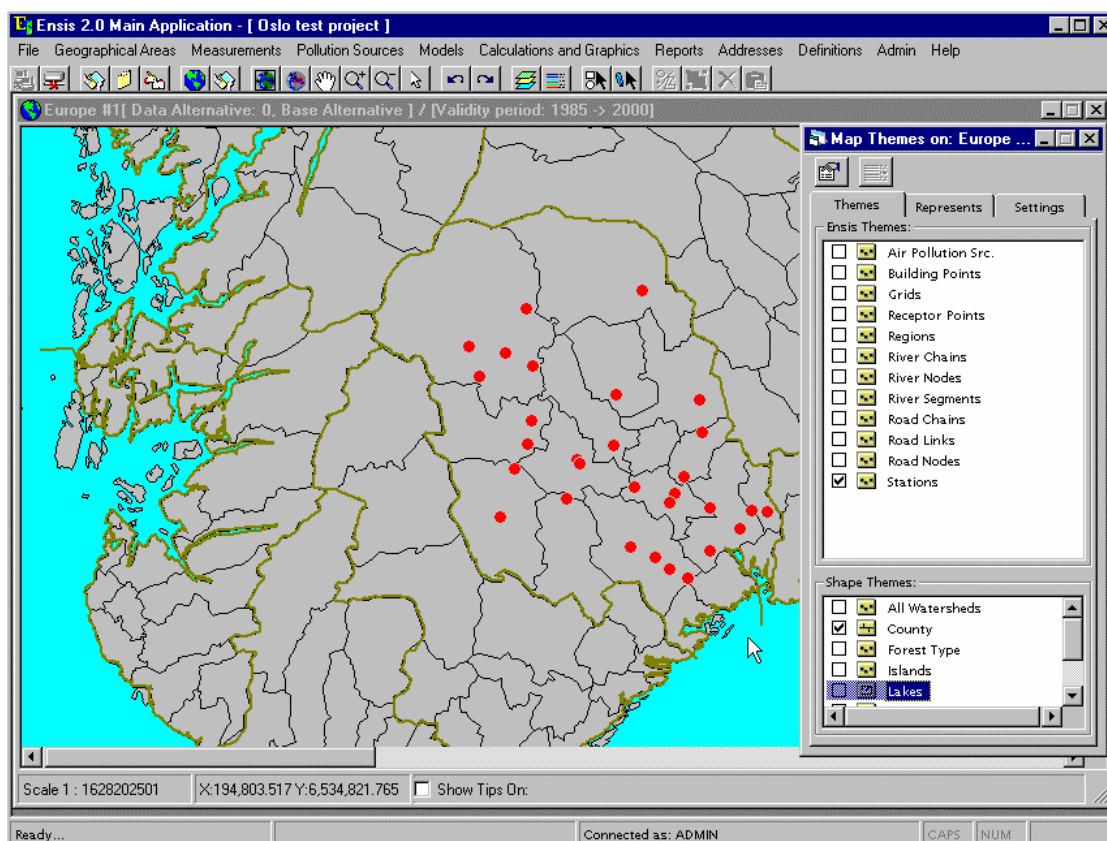 Ensis 2.0 Main Application - [ Oslo test project ]
File Geographical Areas Measurements Pollution Sources Models Calculations and Graphics Reports Addresses Definitions Admin Help
Europe #1[ Data Alternative: 0, Base Alternative ] / [Validity period: 1985 -> 2000]
Map Themes on: Europe ...
Themes Represents Settings
Ensis Themes:
Air Pollution Src.
Building Points
Grids
Receptor Points
Regions
River Chains
River Nodes
River Segments
Road Chains
Road Links
Road Nodes
Stations
Shape Themes:
All Watersheds
County
Forest Type
Islands
Lakes
Scale 1 : 1628202501 X:194,803.517 Y:6,534,821.765 Show Tips On:
Ready... Connected as: ADMIN CAPS NUM